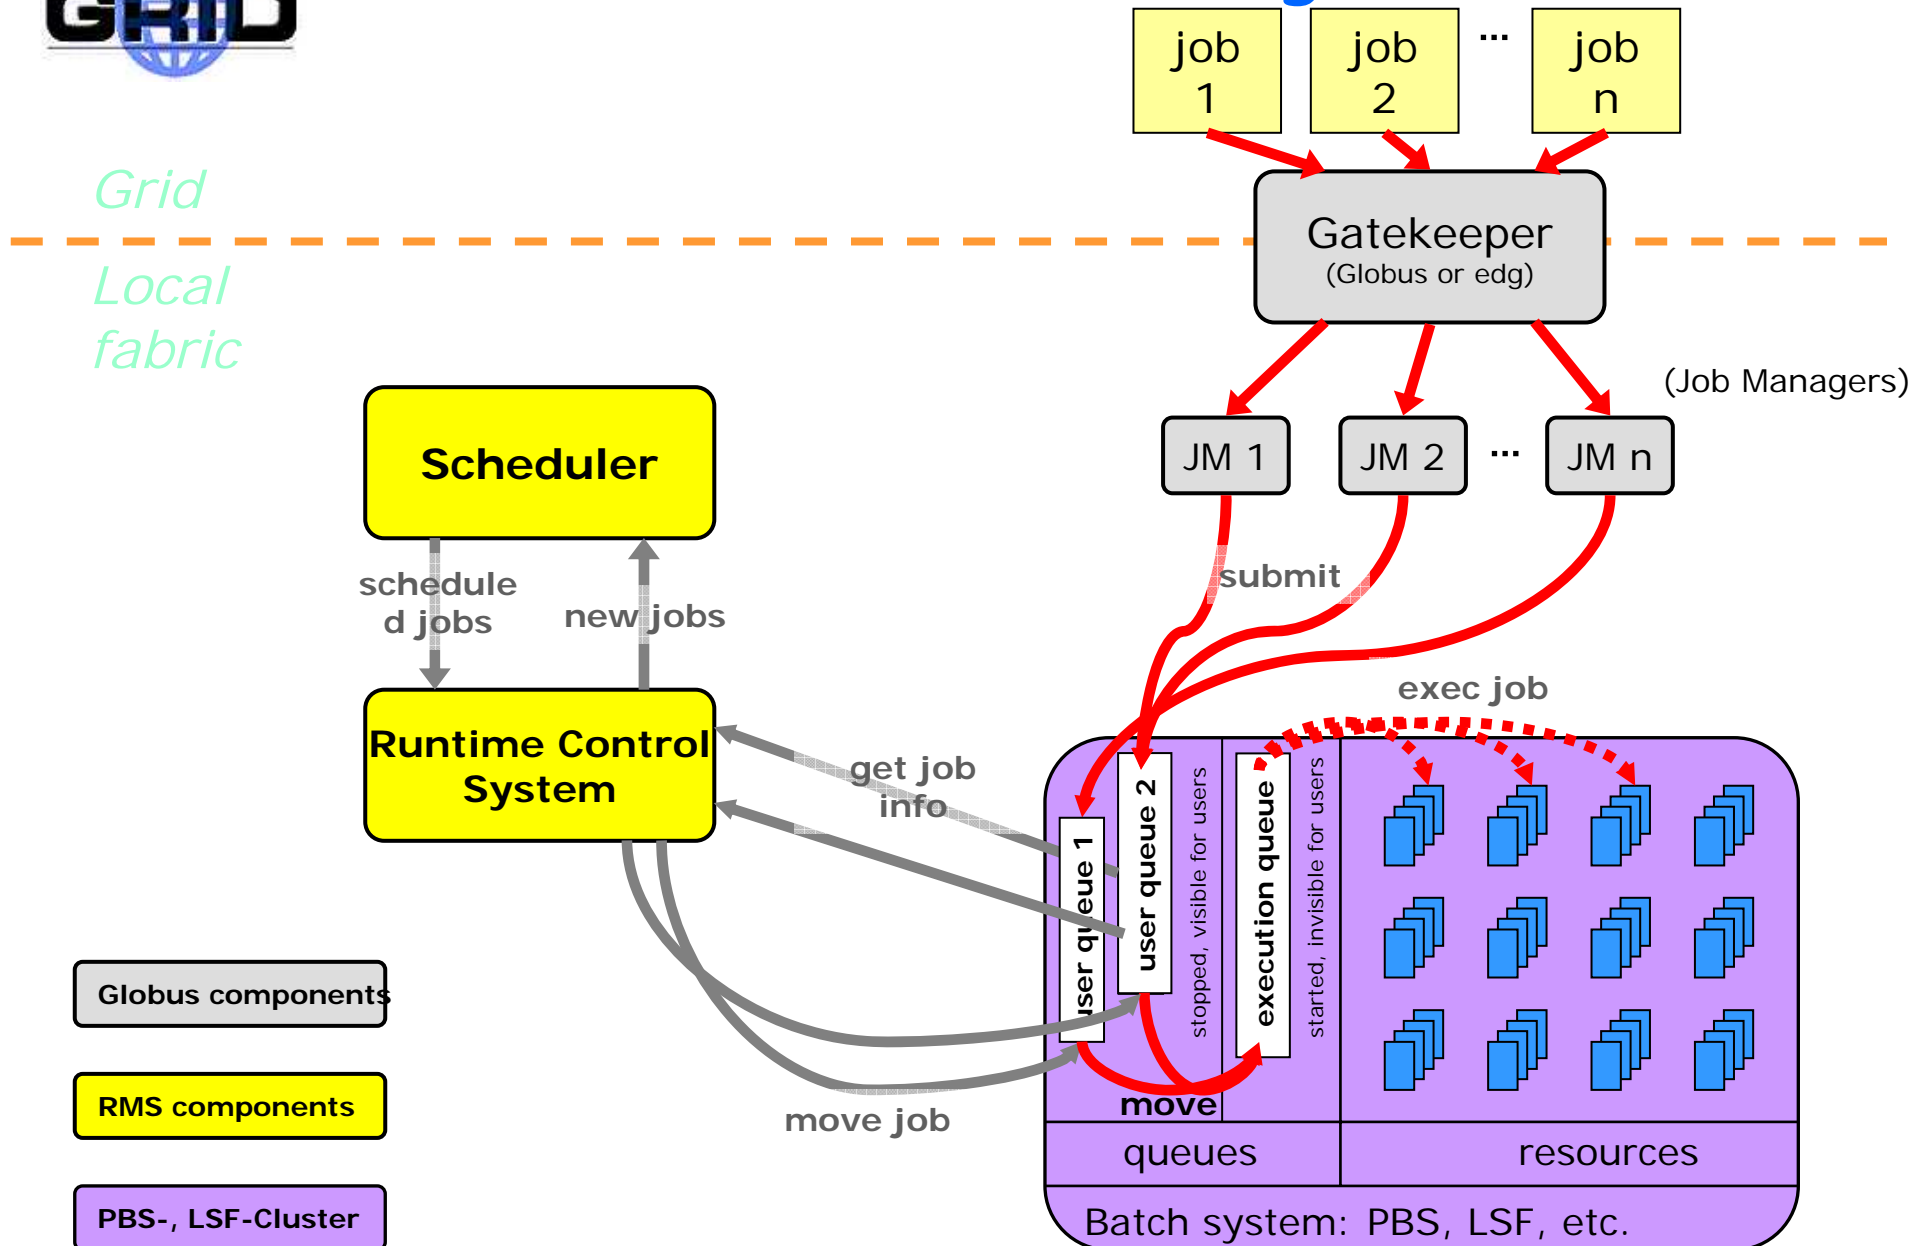 GRID
g
job
1
job
2
...
job
n
Grid
Gatekeeper
(Globus or edg)
Local
fabric
(Job Managers)
JM 1
JM 2
...
JM n
Scheduler
schedule
d jobs
new jobs
submit
exec job
Runtime Control
System
get job
info
user queue 1
user queue 2
stopped, visible for users
execution queue
started, invisible for users
move
move job
queues
resources
Batch system: PBS, LSF, etc.
Globus components
RMS components
PBS-, LSF-Cluster